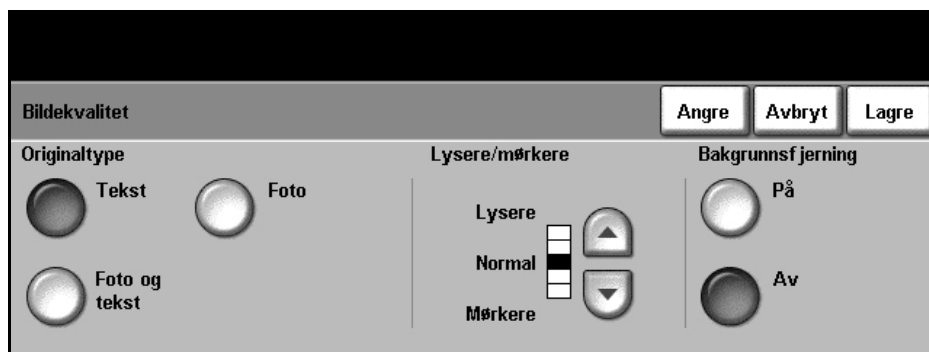 Bildekvalitet
Angre
Avbryt
Lagre
Originaltype
Lysere/mørkere
Bakgrunnsfjerning
Tekst
Foto
På
Lysere
Normal
Foto og
tekst
Av
Mørkere